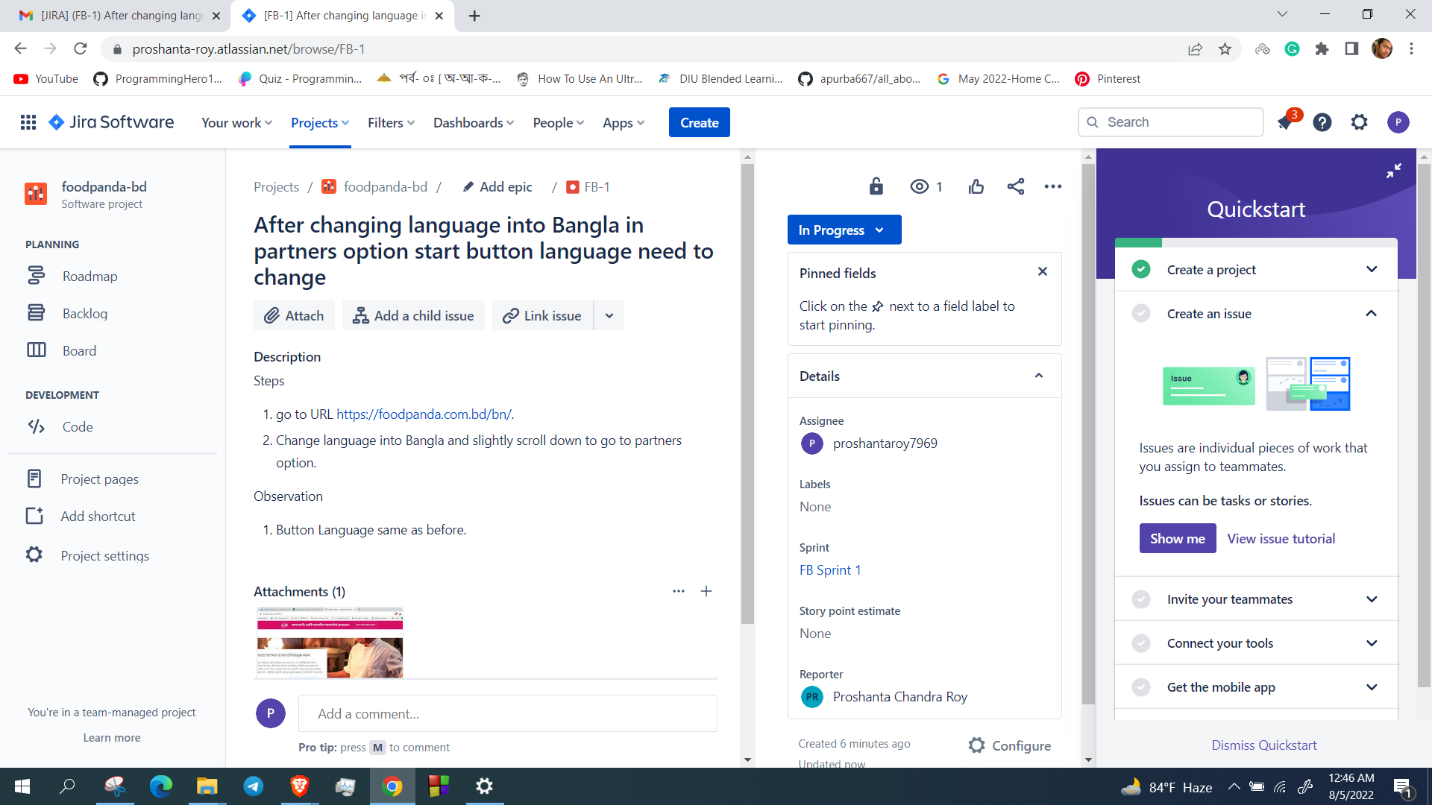 [JIRA] (FB-1) After changing langu
[FB-1] After changing language in
proshanta-roy.atlassian.net/browse/FB-1
YouTube
ProgrammingHero1...
Quiz - Programmin...
পর্ব- ০ঃ [ অ-আ-ক-...
How To Use An Ultr...
DIU Blended Learni...
apurba667/all_abo...
May 2022-Home C...
Pinterest
Jira Software
Your work
Projects
Filters
Dashboards
People
Apps
Create
Search
3
P
foodpanda-bd
Software project
PLANNING
Roadmap
Backlog
Board
DEVELOPMENT
Code
Project pages
Add shortcut
Project settings
You're in a team-managed project
Learn more
Projects / foodpanda-bd / Add epic / FB-1
After changing language into Bangla in
partners option start button language need to
change
Attach
Add a child issue
Link issue
Description
Steps
1. go to URL https://foodpanda.com.bd/bn/.
2. Change language into Bangla and slightly scroll down to go to partners
option.
Observation
1. Button Language same as before.
Attachments (1)
P
Add a comment...
Pro tip: press M to comment
1
In Progress
Pinned fields
Click on the next to a field label to
start pinning.
Details
Assignee
P proshantaroy7969
Labels
None
Sprint
FB Sprint 1
Story point estimate
None
Reporter
PR Proshanta Chandra Roy
Created 6 minutes ago
Updated now
Configure
Quickstart
Create a project
Create an issue
Issue
Issues are individual pieces of work that
you assign to teammates.
Issues can be tasks or stories.
Show me
View issue tutorial
Invite your teammates
Connect your tools
Get the mobile app
Dismiss Quickstart
84°F Haze
12:46 AM
8/5/2022
1